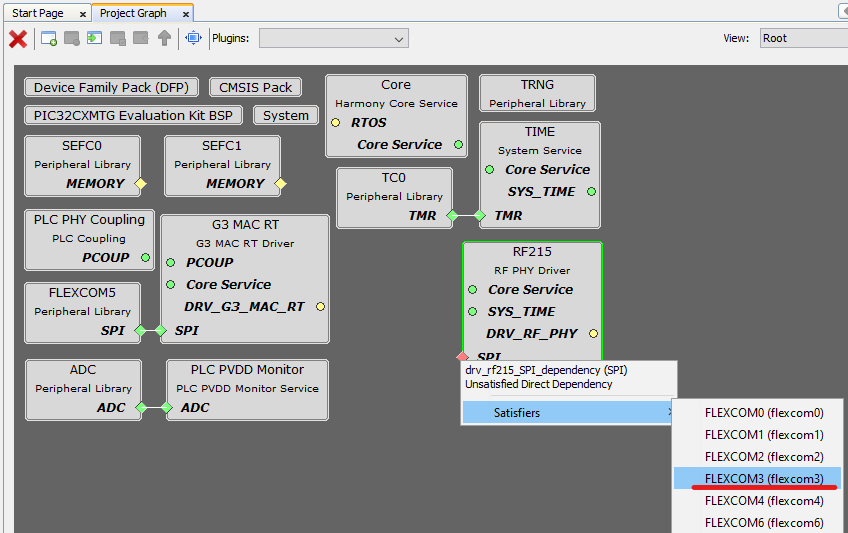 Start Page
Project Graph
Plugins:
View:
Root
Device Family Pack (DFP)
CMSIS Pack
PIC32CXMTG Evaluation Kit BSP
System
Core
Harmony Core Service
RTOS
Core Service
TRNG
Peripheral Library
TIME
System Service
Core Service
SYS_TIME
TMR
SEFC0
Peripheral Library
MEMORY
SEFC1
Peripheral Library
MEMORY
TC0
Peripheral Library
TMR
PLC PHY Coupling
PLC Coupling
PCOUP
G3 MAC RT
G3 MAC RT Driver
PCOUP
Core Service
DRV_G3_MAC_RT
SPI
FLEXCOM5
Peripheral Library
SPI
RF215
RF PHY Driver
Core Service
SYS_TIME
DRV_RF_PHY
SPI
ADC
Peripheral Library
ADC
PLC PVDD Monitor
PLC PVDD Monitor Service
ADC
drv_rf215_SPI_dependency (SPI)
Unsatisfied Direct Dependency
Satisfiers
FLEXCOM0 (flexcom0)
FLEXCOM1 (flexcom1)
FLEXCOM2 (flexcom2)
FLEXCOM3 (flexcom3)
FLEXCOM4 (flexcom4)
FLEXCOM6 (flexcom6)